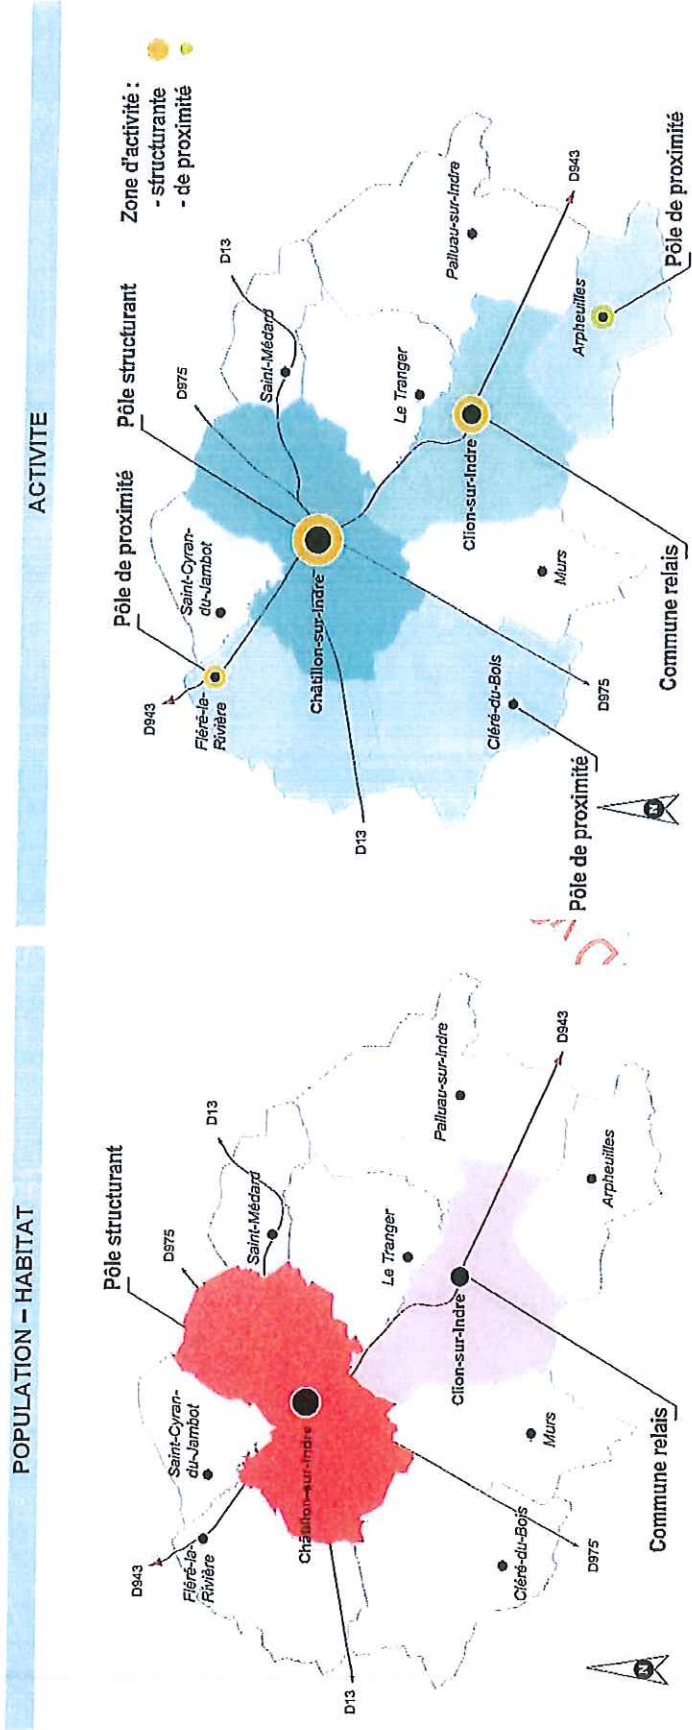 POPULATION – HABITAT
Pôle structurant
D943
Fléré-la-
Rivière
Saint-Cyran-
du-Jambot
D975
D13
Saint-Médard
Châtillon-sur-Indre
D13
Le Tranger
Palluau-sur-Indre
Clion-sur-Indre
Cléré-du-Bois
Murs
D943
D975
Arpheuilles
Commune relais
N
ACTIVITE
Pôle de proximité
Pôle structurant
Zone d'activité :
- structurante
- de proximité
D943
Fléré-la-
Rivière
Saint-Cyran-
du-Jambot
D975
D13
Saint-Médard
Châtillon-sur-Indre
D13
Le Tranger
Palluau-sur-Indre
Clion-sur-Indre
Cléré-du-Bois
Murs
D943
D975
Arpheuilles
Pôle de proximité
Commune relais
Pôle de proximité
N